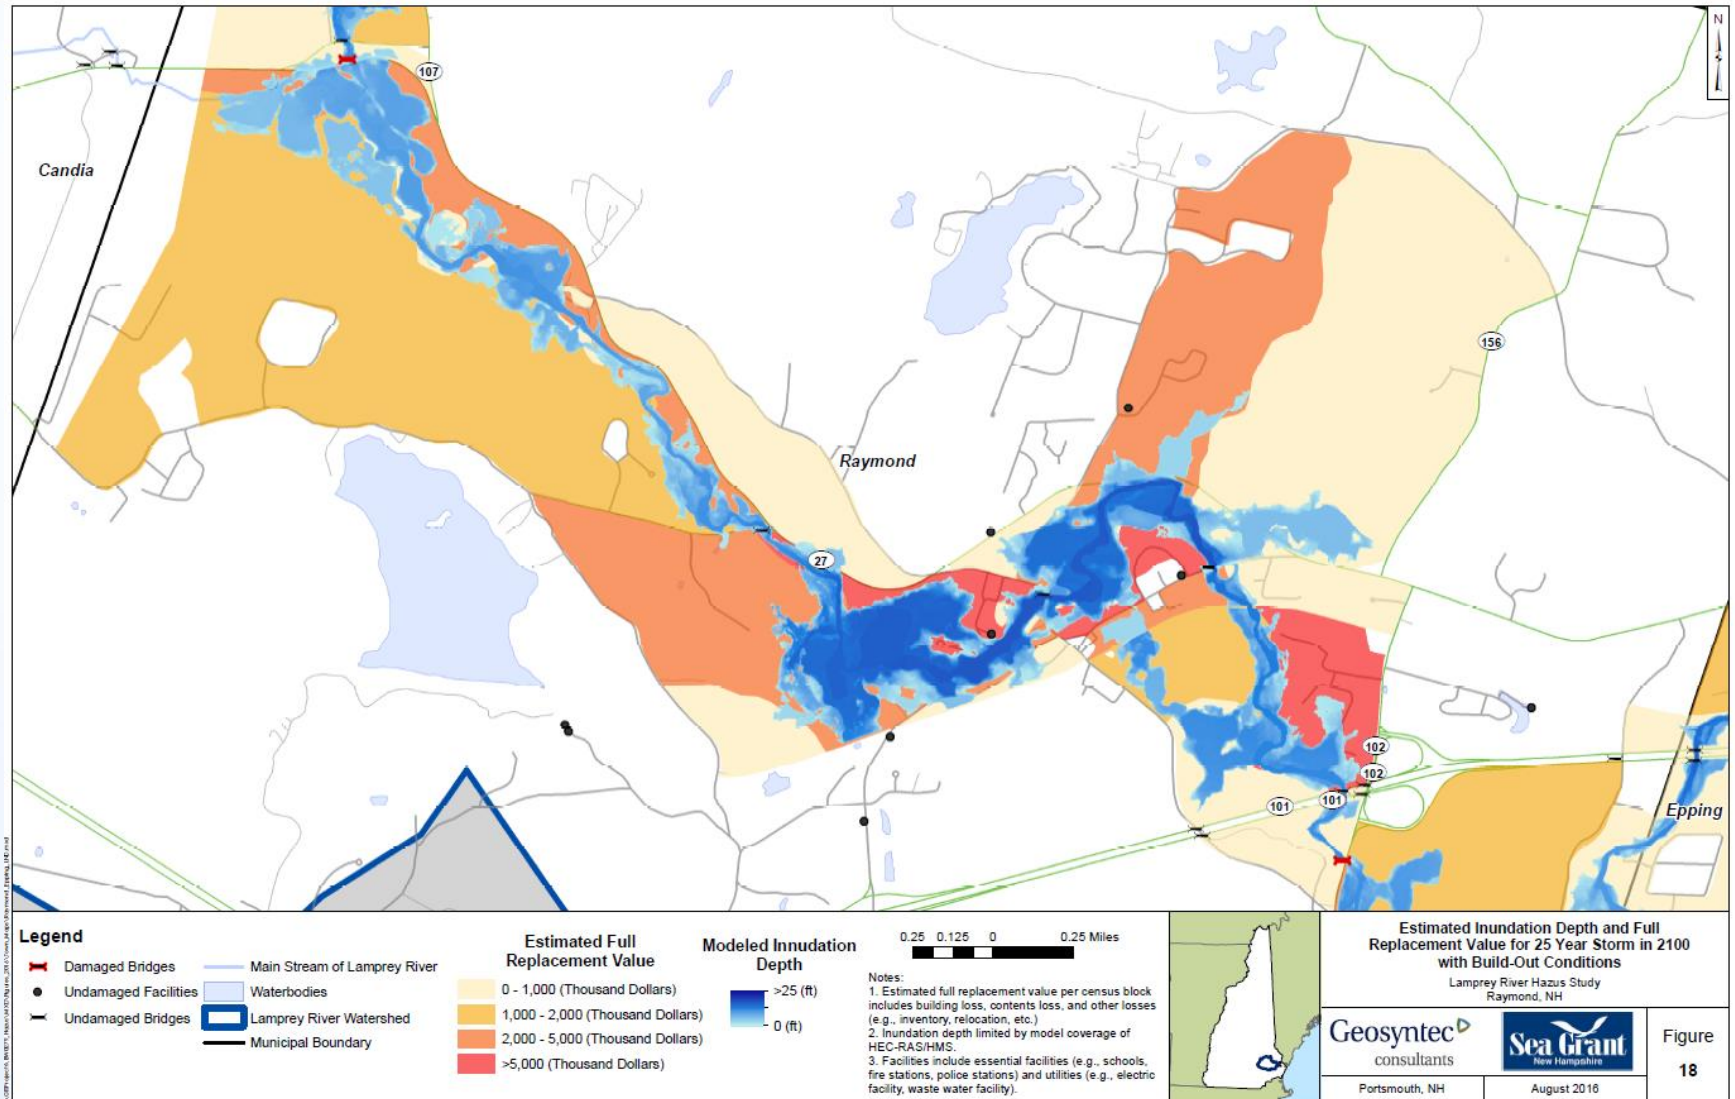 N
107
Candia
156
Raymond
27
102
102
101
101
Epping
Legend
Damaged Bridges
Undamaged Facilities
Undamaged Bridges
Main Stream of Lamprey River
Waterbodies
Lamprey River Watershed
Municipal Boundary
Estimated Full
Replacement Value
0 - 1,000 (Thousand Dollars)
1,000 - 2,000 (Thousand Dollars)
2,000 - 5,000 (Thousand Dollars)
>5,000 (Thousand Dollars)
Modeled Innudation
Depth
>25 (ft)
0 (ft)
0.25 0.125 0 0.25 Miles
Notes:
1. Estimated full replacement value per census block
includes building loss, contents loss, and other losses
(e.g., inventory, relocation, etc.)
2. Inundation depth limited by model coverage of
HEC-RAS/HMS.
3. Facilities include essential facilities (e.g., schools,
fire stations, police stations) and utilities (e.g., electric
facility, waste water facility).
Estimated Inundation Depth and Full
Replacement Value for 25 Year Storm in 2100
with Build-Out Conditions
Lamprey River Hazus Study
Raymond, NH
Geosyntec
consultants
Sea Grant
New Hampshire
Figure
18
Portsmouth, NH
August 2016